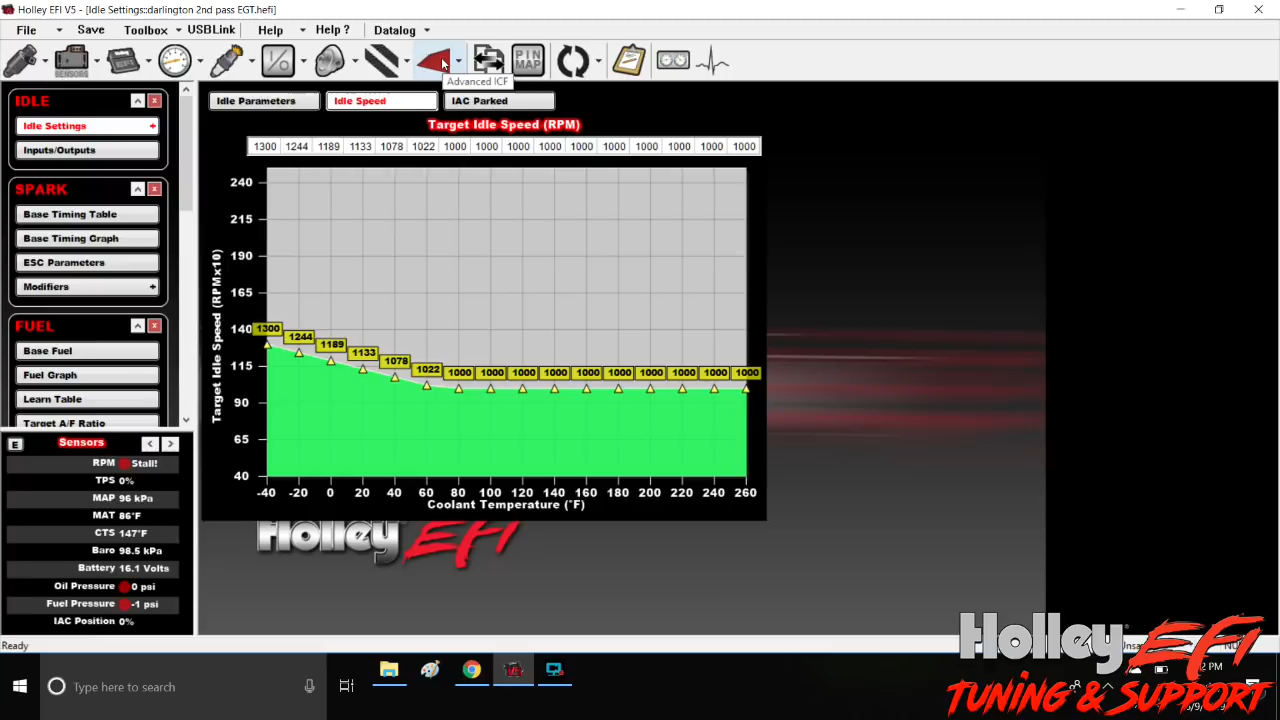 Holley EFI V5 - [Idle Settings::darlington 2nd pass EGT.hefi]
File Save Toolbox USBLink Help Help ? Datalog
I/O PIN MAP
Advanced ICF
IDLE
Idle Settings +
Inputs/Outputs
SPARK
Base Timing Table
Base Timing Graph
ESC Parameters
Modifiers +
FUEL
Base Fuel
Fuel Graph
Learn Table
Target A/F Ratio
E Sensors < >
RPM Stall!
TPS 0%
MAP 96 kPa
MAT 86°F
CTS 147°F
Baro 98.5 kPa
Battery 16.1 Volts
Oil Pressure 0 psi
Fuel Pressure -1 psi
IAC Position 0%
Idle Parameters Idle Speed IAC Parked
Target Idle Speed (RPM)
1300 1244 1189 1133 1078 1022 1000 1000 1000 1000 1000 1000 1000 1000 1000 1000
Target Idle Speed (RPMx10)
240
215
190
165
140
115
90
65
40
1300 1244 1189 1133 1078 1022 1000 1000 1000 1000 1000 1000 1000 1000 1000 1000
-40 -20 0 20 40 60 80 100 120 140 160 180 200 220 240 260
Coolant Temperature (°F)
Holley EFI
Ready
Type here to search
2 PM
Holley EFI
TUNING & SUPPORT